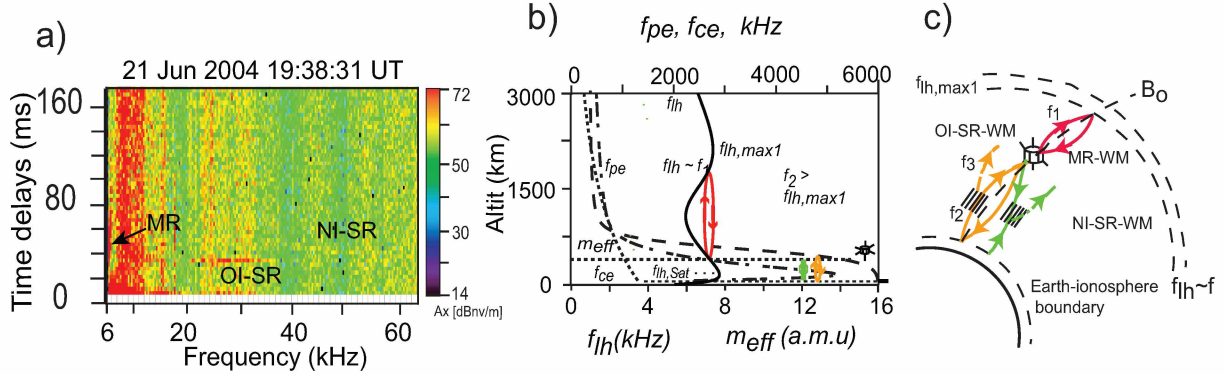 a)
21 Jun 2004 19:38:31 UT
Time delays (ms)
160
80
0
MR
NI-SR
OI-SR
6
20
40
60
Frequency (kHz)
72
60
50
40
30
20
14
Ax [dBnv/m]
b)
fpe, fce, kHz
0
2000
4000
6000
Altit (km)
3000
1500
0
flh
flh,max1
flh ~ f1
f2 >
flh,max1
fpe
meff
fce
flh,Sat
0
4
8
12
16
flh(kHz)
meff (a.m.u)
c)
flh,max1
Bo
f1
OI-SR-WM
MR-WM
f3
f2
NI-SR-WM
Earth-ionosphere
boundary
flh~f